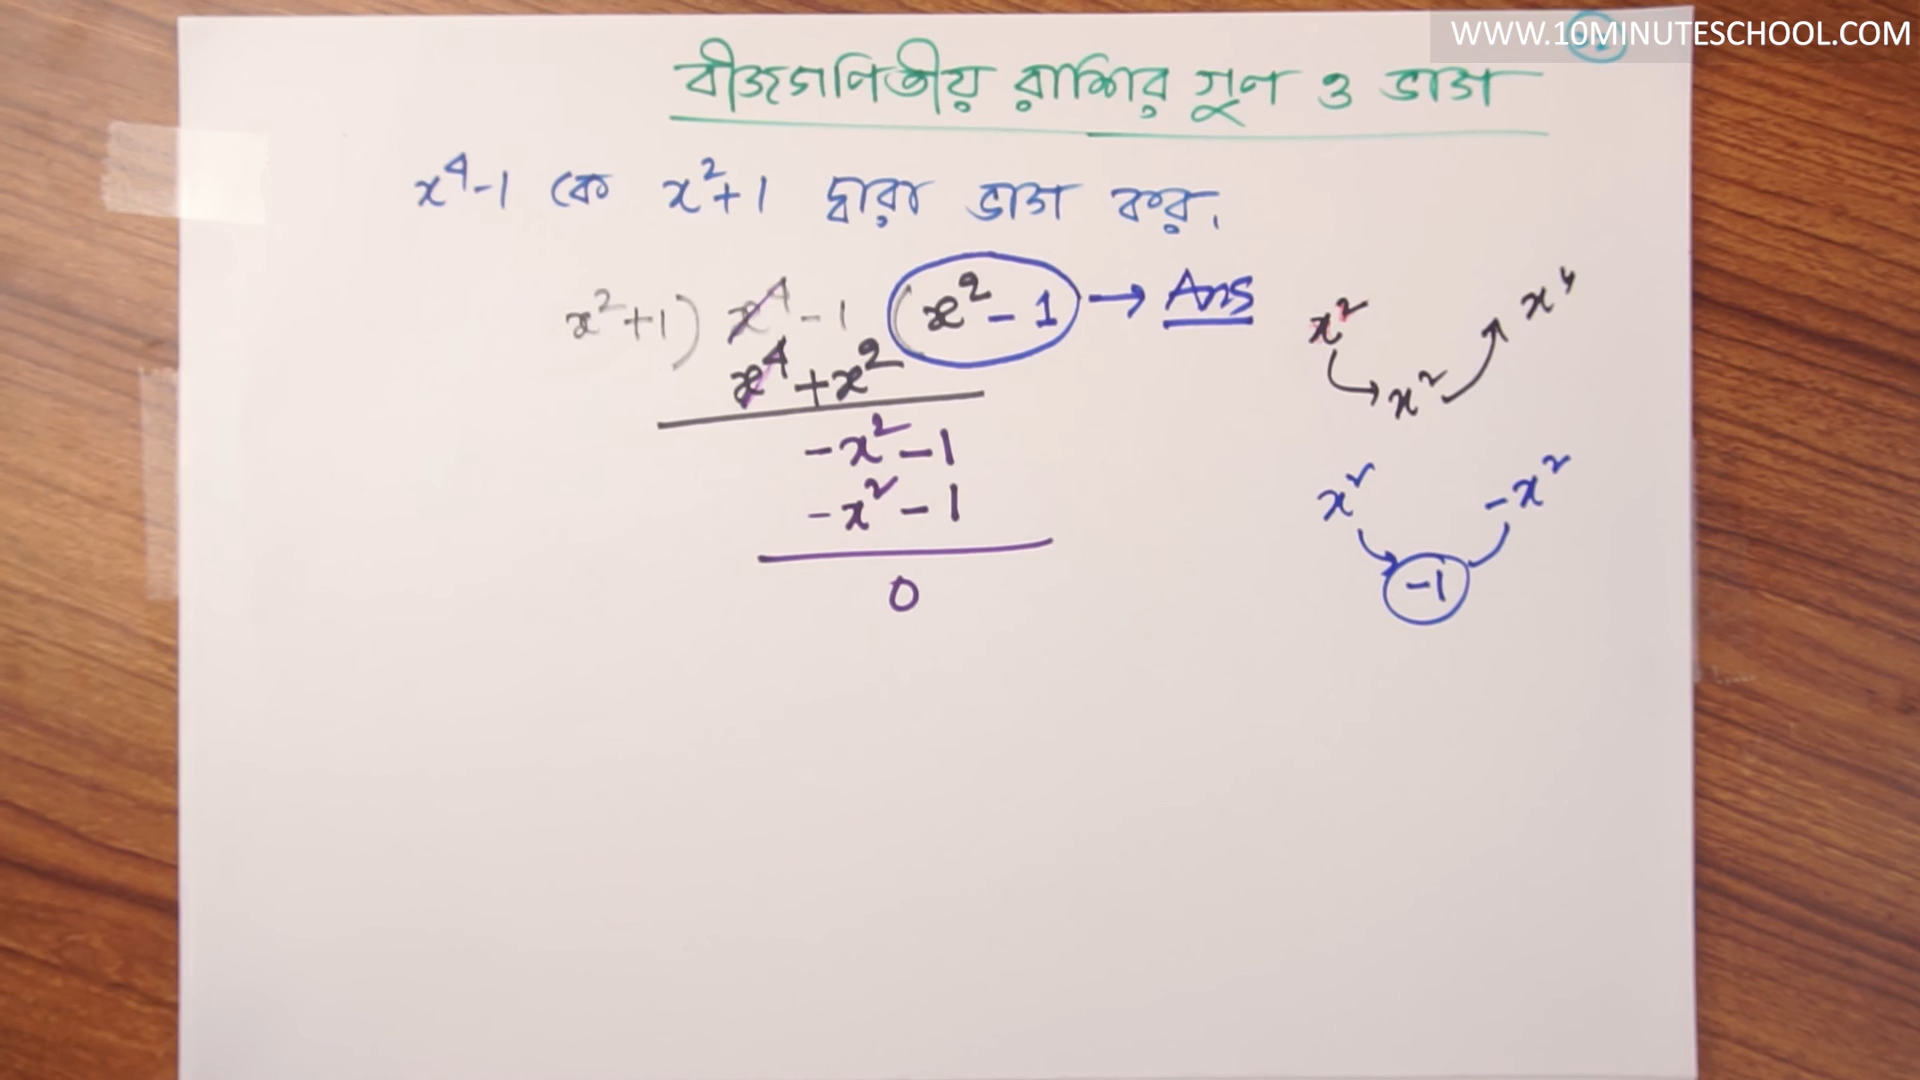 WWW.10MINUTESCHOOL.COM
বীজগণিতীয় রাশির গুণ ও ভাগ
x⁴-1 কে x²+1 দ্বারা ভাগ কর।
x²+1) x⁴-1 (x²-1 → Ans
x⁴+x²
-x²-1
-x²-1
0
x² x² x⁴
x² -1 -x²